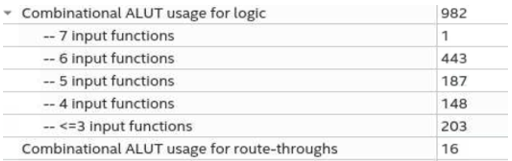 Combinational ALUT usage for logic 982
-- 7 input functions 1
-- 6 input functions 443
-- 5 input functions 187
-- 4 input functions 148
-- <=3 input functions 203
Combinational ALUT usage for route-throughs 16